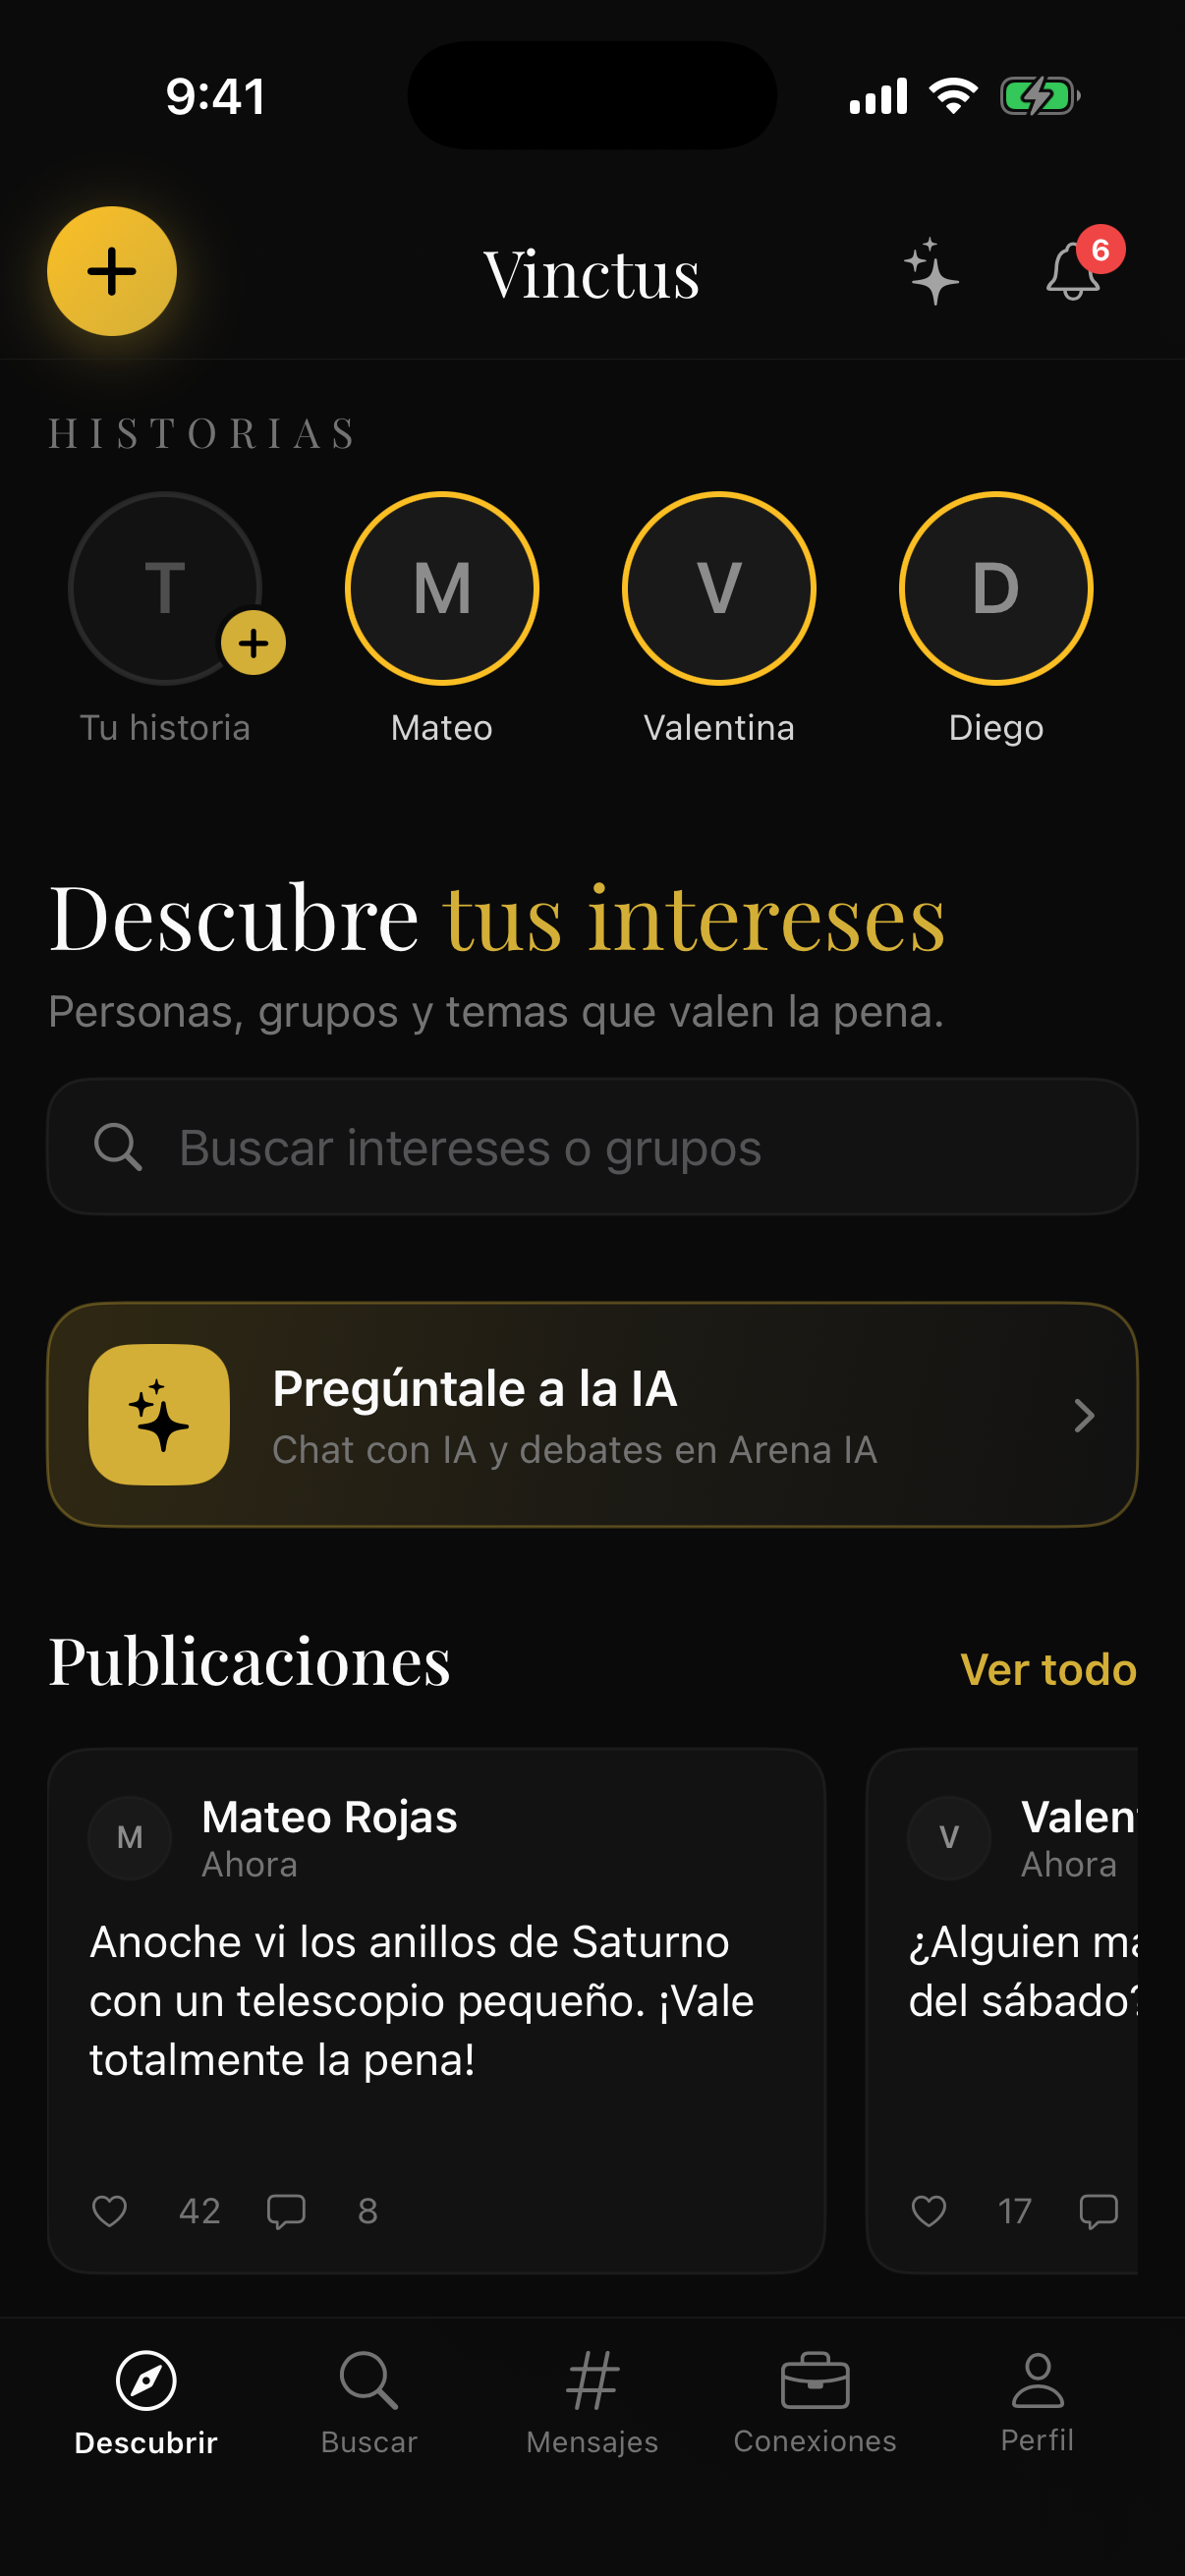 9:41
Vinctus
6
HISTORIAS
T
M
V
D
Tu historia
Mateo
Valentina
Diego
Descubre tus intereses
Personas, grupos y temas que valen la pena.
Buscar intereses o grupos
Pregúntale a la IA
Chat con IA y debates en Arena IA
Publicaciones
Ver todo
M
Mateo Rojas
Ahora
Anoche vi los anillos de Saturno
con un telescopio pequeño. ¡Vale
totalmente la pena!
42
8
V
Ahora
¿Alguien
del sábado?
17
Descubrir
Buscar
Mensajes
Conexiones
Perfil